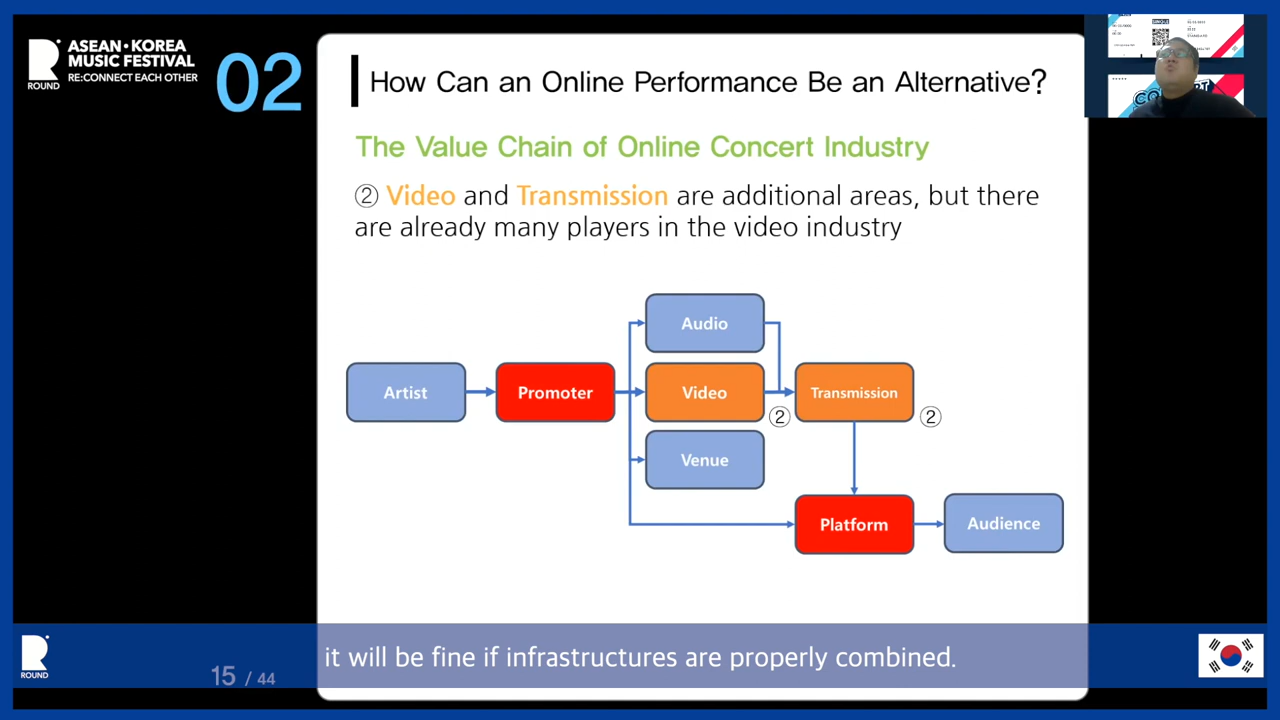 ASEAN•KOREA
MUSIC FESTIVAL
RE:CONNECT EACH OTHER
ROUND
02
How Can an Online Performance Be an Alternative?
The Value Chain of Online Concert Industry
② Video and Transmission are additional areas, but there
are already many players in the video industry
Audio
Artist
Promoter
Video
②
Transmission
②
Venue
Platform
Audience
it will be fine if infrastructures are properly combined.
ROUND
15 / 44